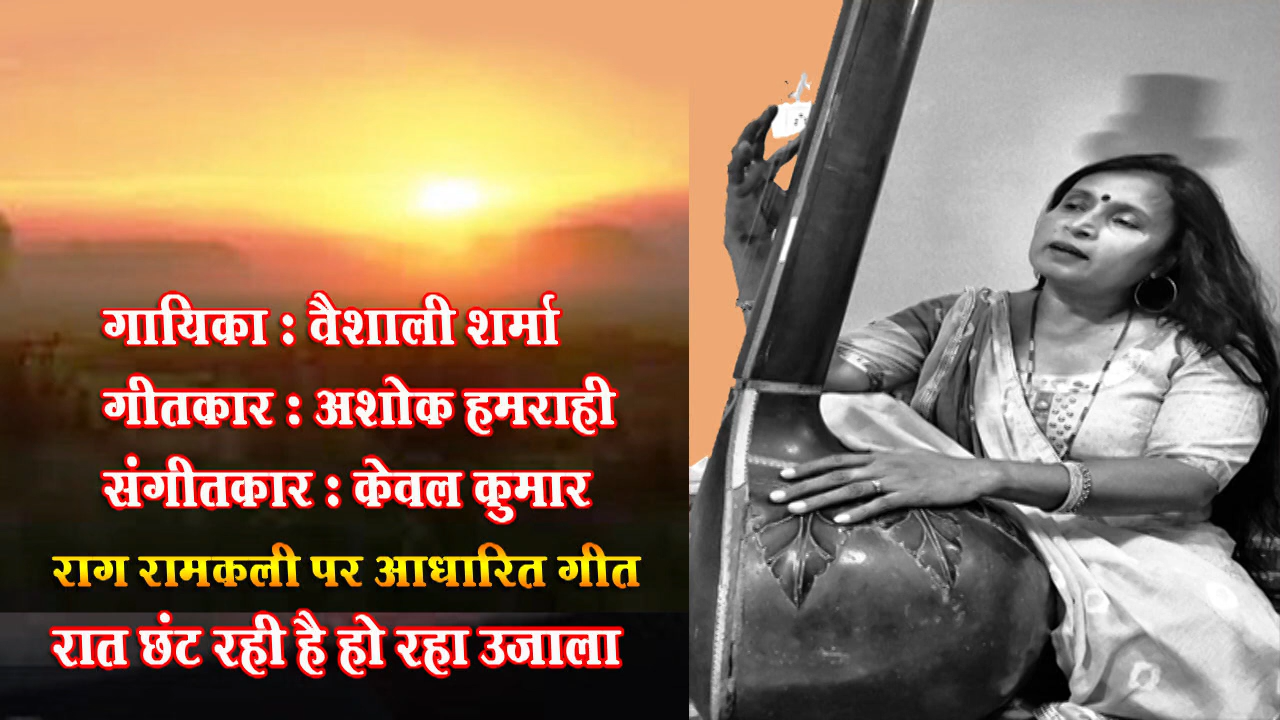 गायिका : वैशाली शर्मा
गीतकार : अशोक हमराही
संगीतकार : केवल कुमार
राग रामकली पर आधारित गीत
रात छंट रही है हो रहा उजाला